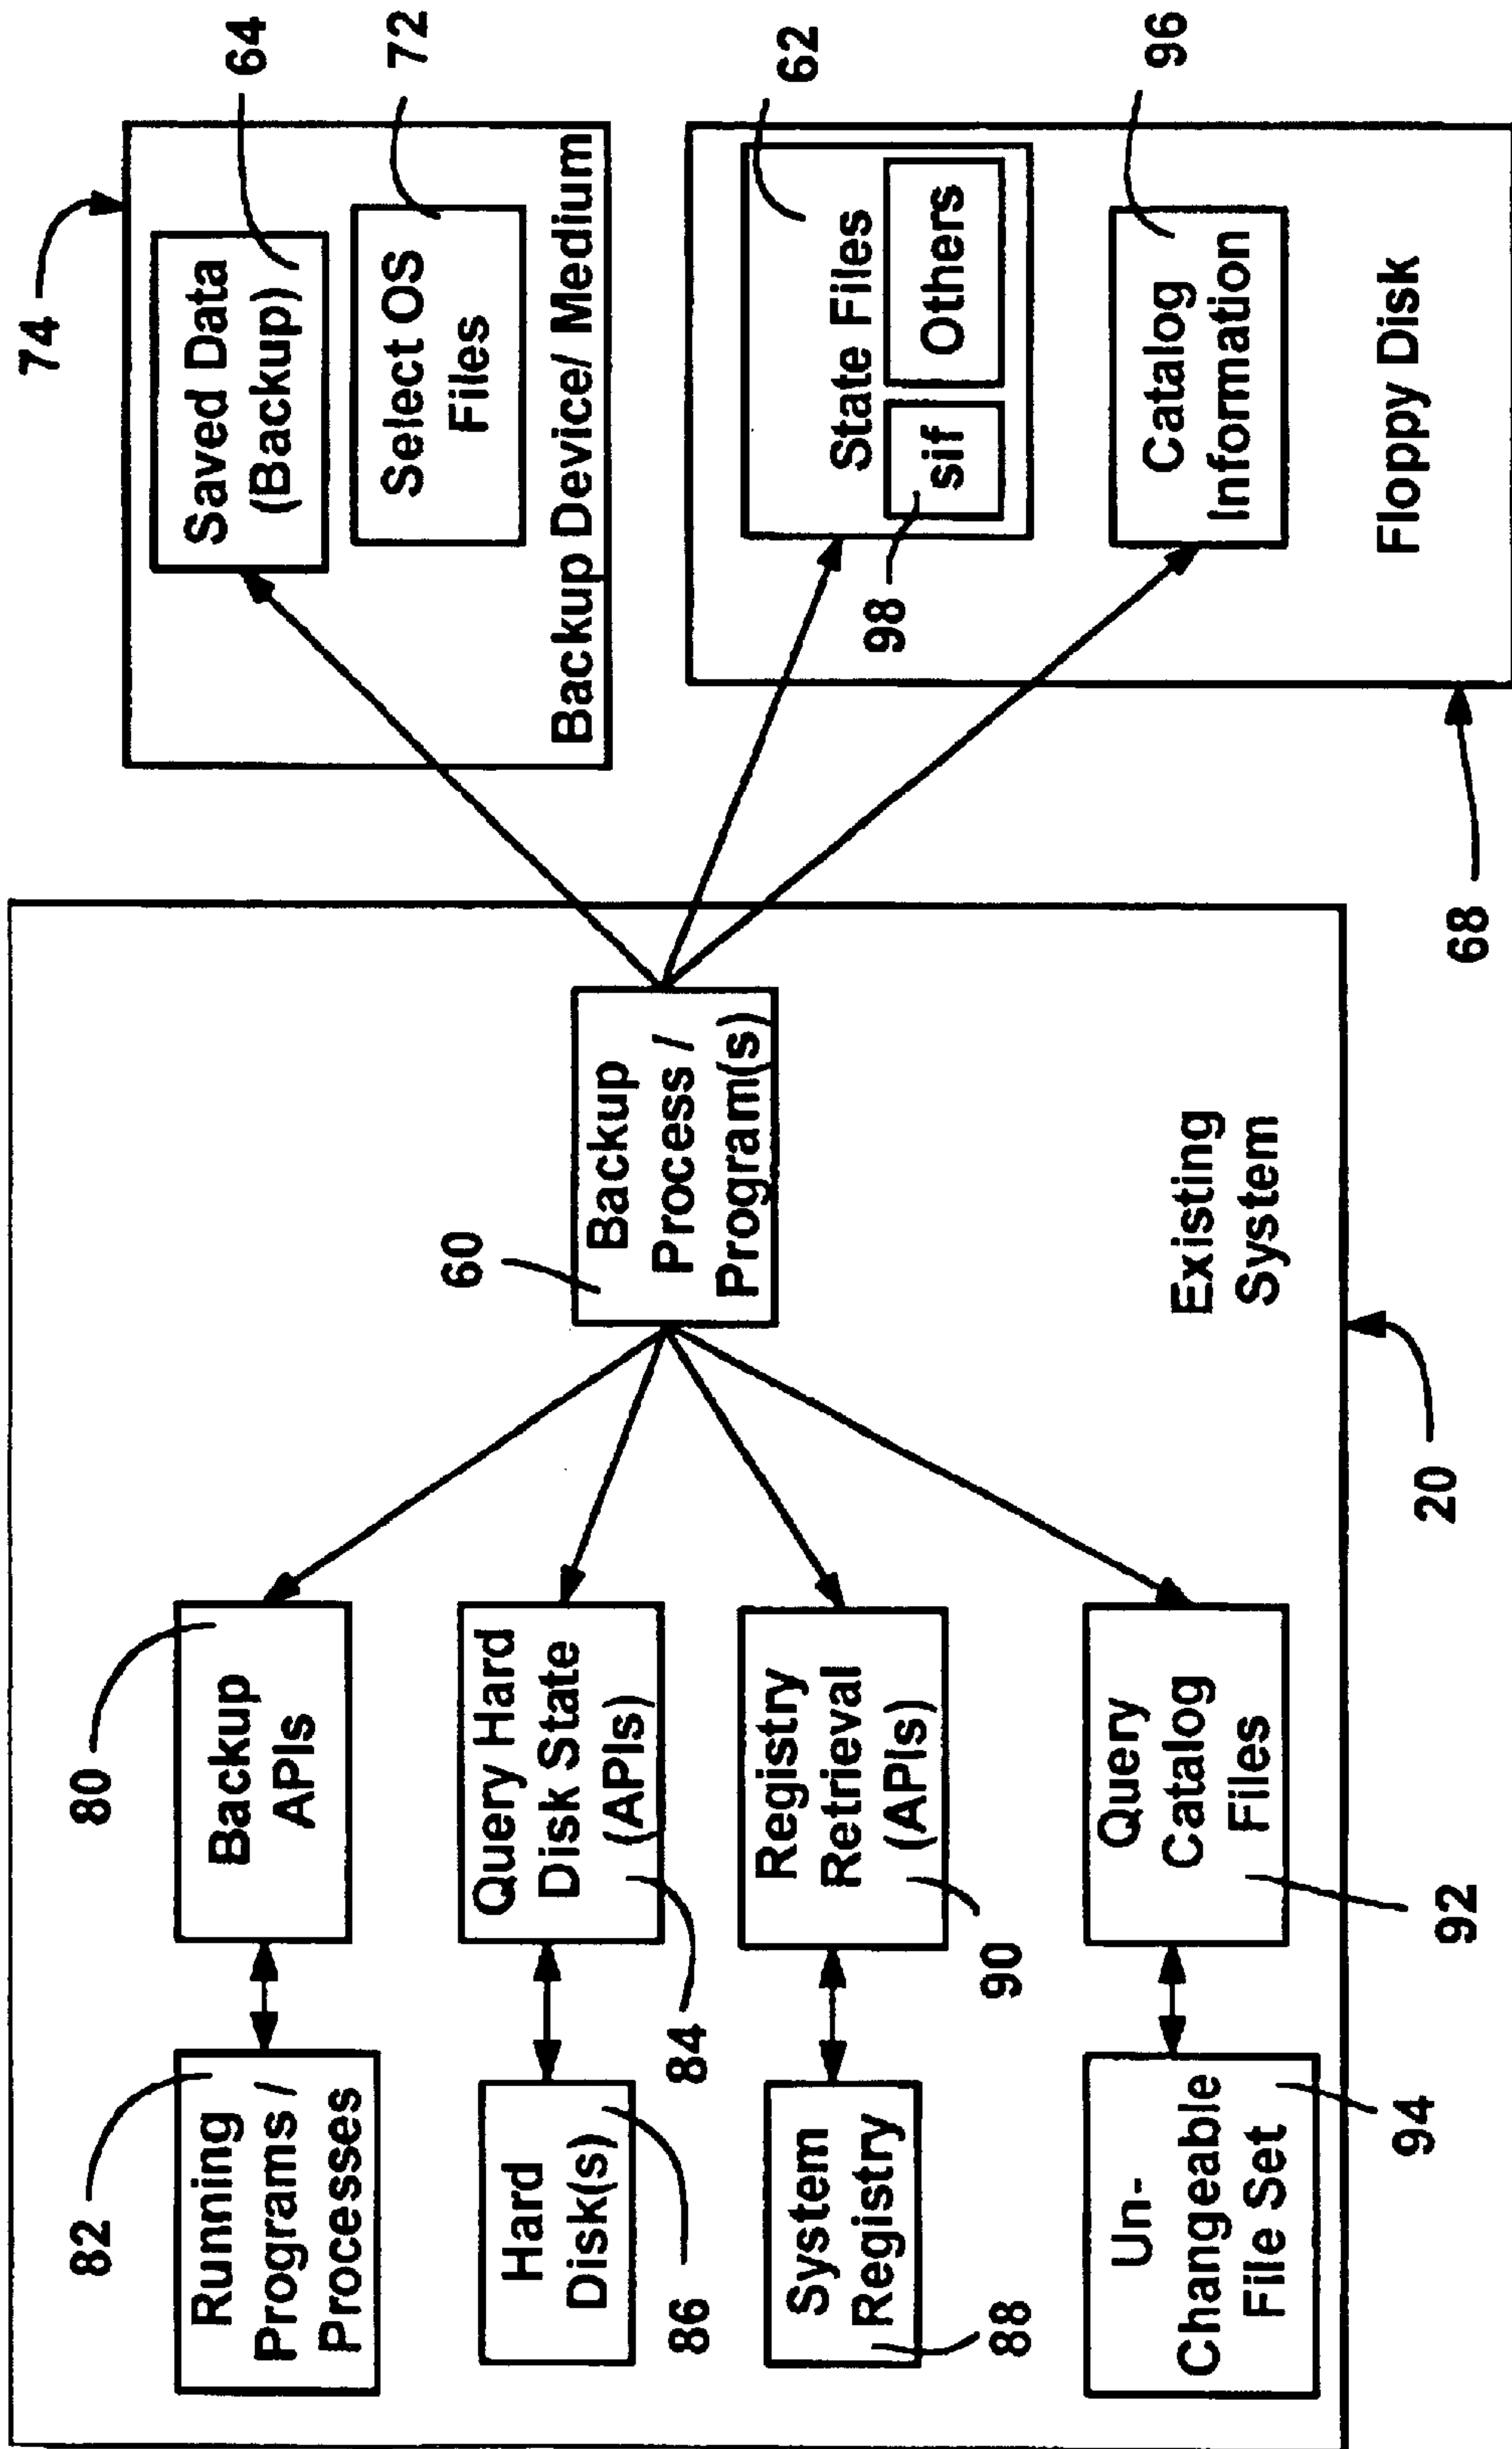 82
Running
Programs /
Processes
80
Backup
APIs
Hard
Disk(s)
86
Query Hard
Disk State
(APIs)
84
System
Registry
88
Registry
Retrieval
(APIs)
90
Un-
Changeable
File Set
94
Query
Catalog
Files
92
60
Backup
Process /
Program(s)
Existing
System
20
74
Saved Data
(Backup)
64
Select OS
Files
72
Backup Device/ Medium
State Files
62
sif
Others
98
Catalog
Information
96
Floppy Disk
68